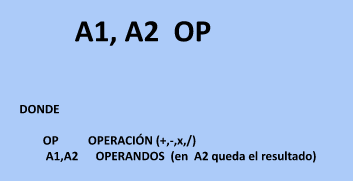 A1, A2 OP
DONDE
OP OPERACIÓN (+,-,x,/)
A1,A2 OPERANDOS (en A2 queda el resultado)